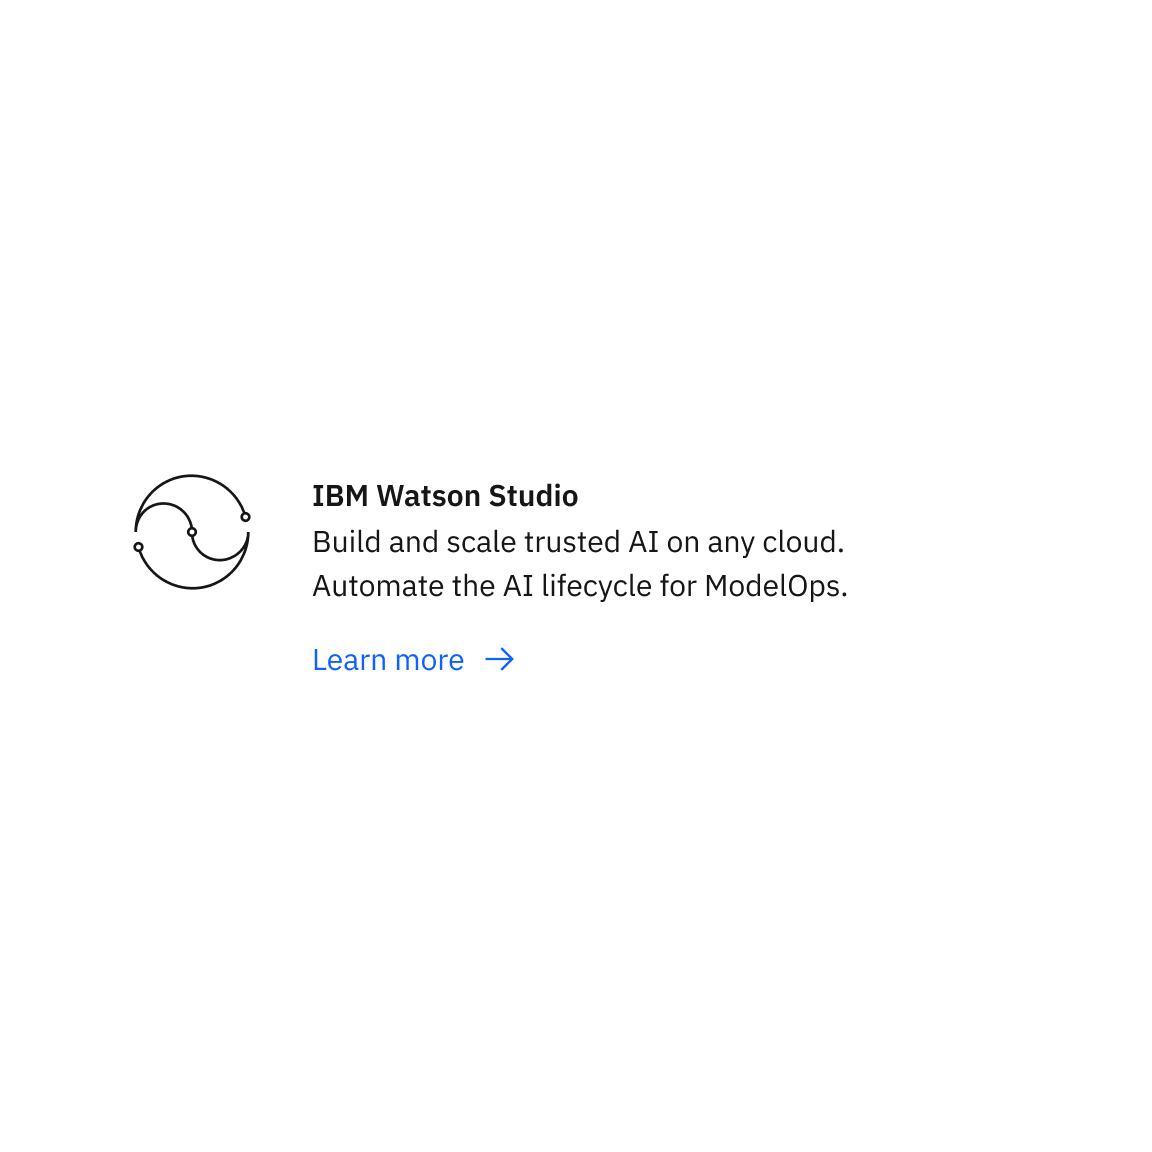 IBM Watson Studio
Build and scale trusted AI on any cloud.
Automate the AI lifecycle for ModelOps.
Learn more